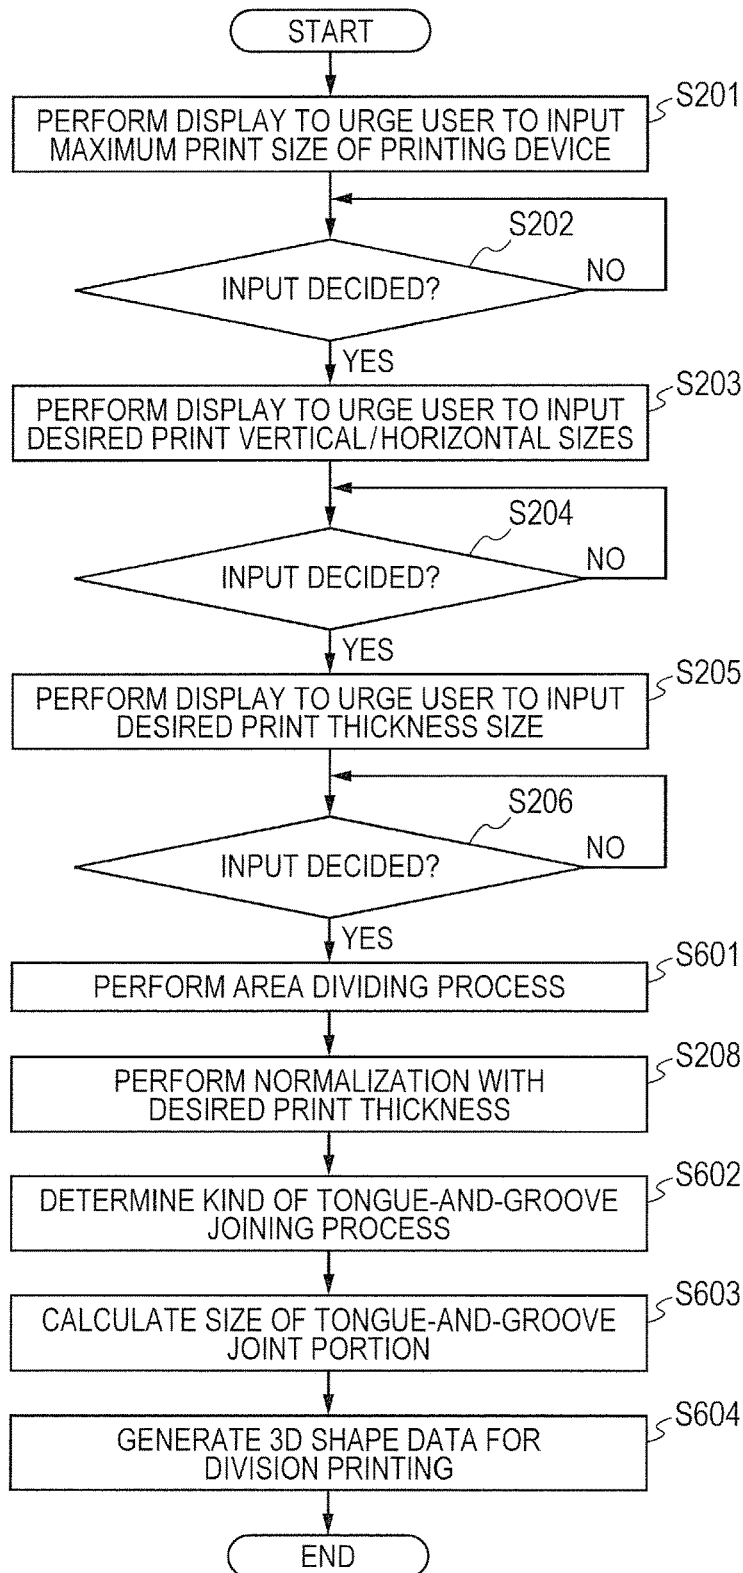 START
S201
PERFORM DISPLAY TO URGE USER TO INPUT
MAXIMUM PRINT SIZE OF PRINTING DEVICE
S202
INPUT DECIDED?
NO
YES
S203
PERFORM DISPLAY TO URGE USER TO INPUT
DESIRED PRINT VERTICAL/HORIZONTAL SIZES
S204
INPUT DECIDED?
NO
YES
S205
PERFORM DISPLAY TO URGE USER TO INPUT
DESIRED PRINT THICKNESS SIZE
S206
INPUT DECIDED?
NO
YES
S601
PERFORM AREA DIVIDING PROCESS
S208
PERFORM NORMALIZATION WITH
DESIRED PRINT THICKNESS
S602
DETERMINE KIND OF TONGUE-AND-GROOVE
JOINING PROCESS
S603
CALCULATE SIZE OF TONGUE-AND-GROOVE
JOINT PORTION
S604
GENERATE 3D SHAPE DATA FOR
DIVISION PRINTING
END